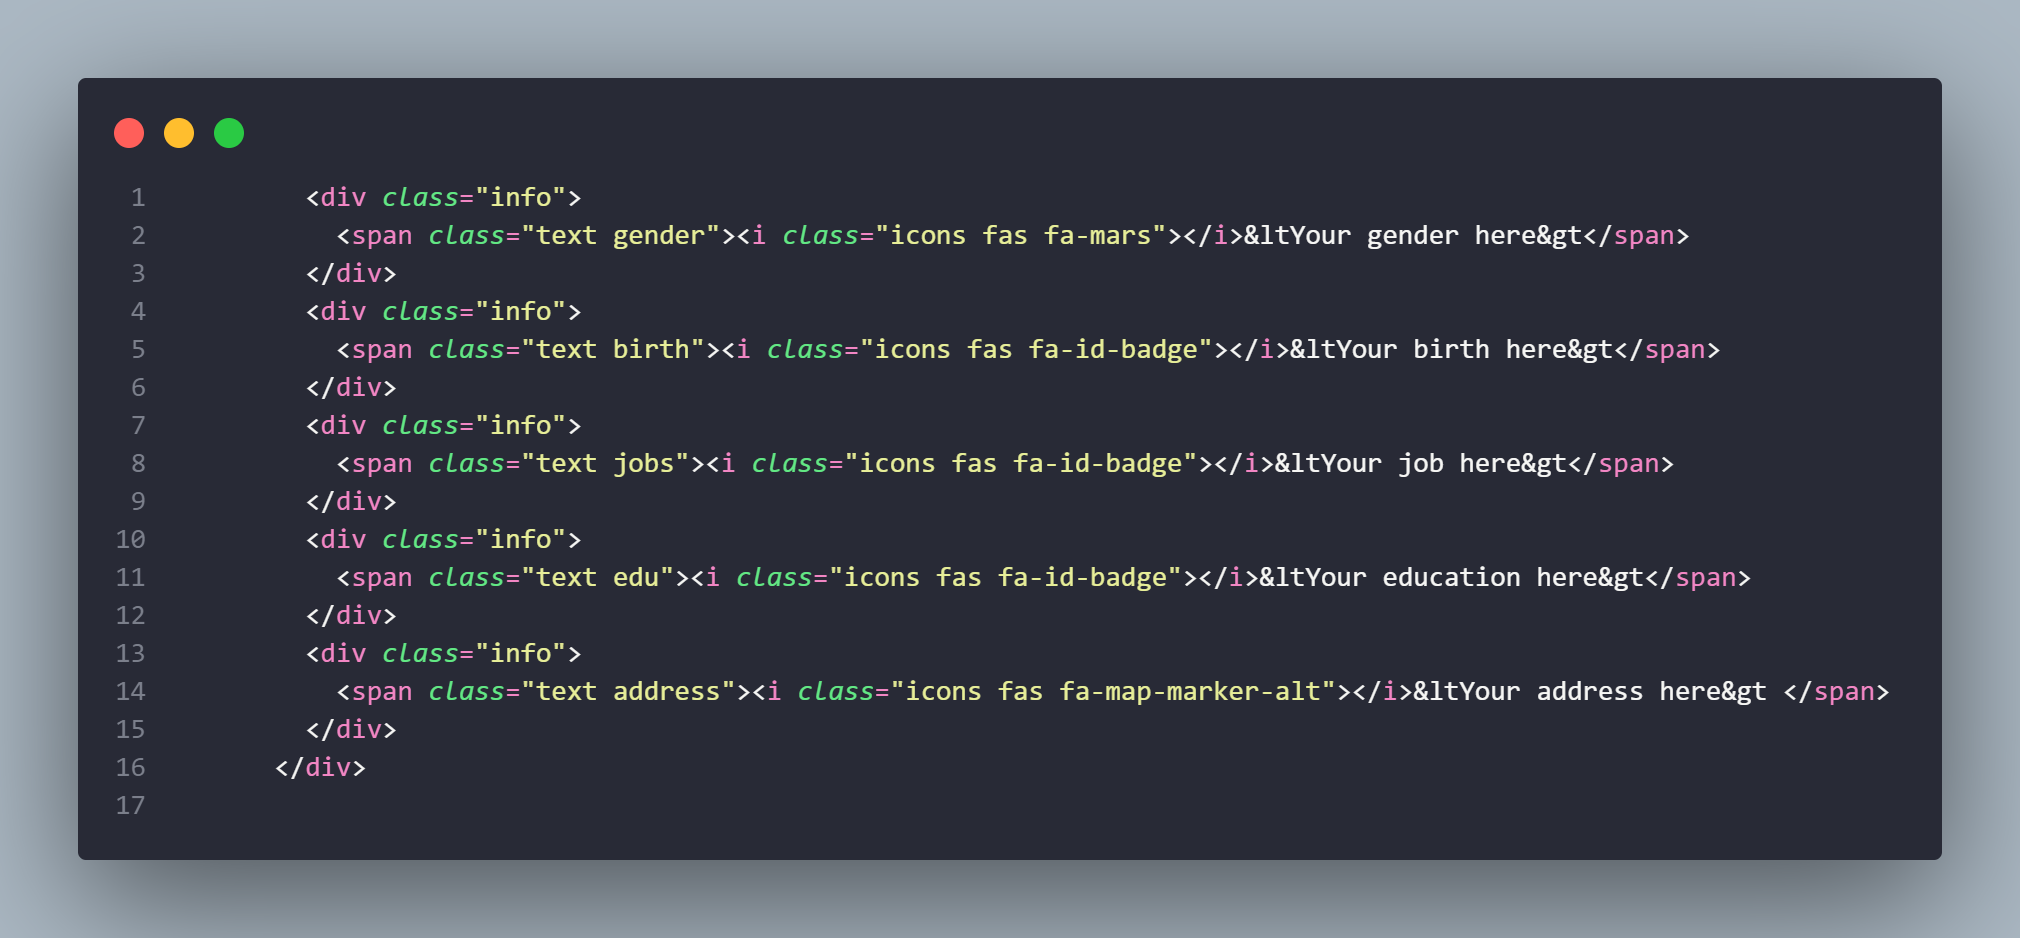 1 <div class="info">
2 <span class="text gender"><i class="icons fas fa-mars"></i>&ltYour gender here&gt</span>
3 </div>
4 <div class="info">
5 <span class="text birth"><i class="icons fas fa-id-badge"></i>&ltYour birth here&gt</span>
6 </div>
7 <div class="info">
8 <span class="text jobs"><i class="icons fas fa-id-badge"></i>&ltYour job here&gt</span>
9 </div>
10 <div class="info">
11 <span class="text edu"><i class="icons fas fa-id-badge"></i>&ltYour education here&gt</span>
12 </div>
13 <div class="info">
14 <span class="text address"><i class="icons fas fa-map-marker-alt"></i>&ltYour address here&gt </span>
15 </div>
16 </div>
17